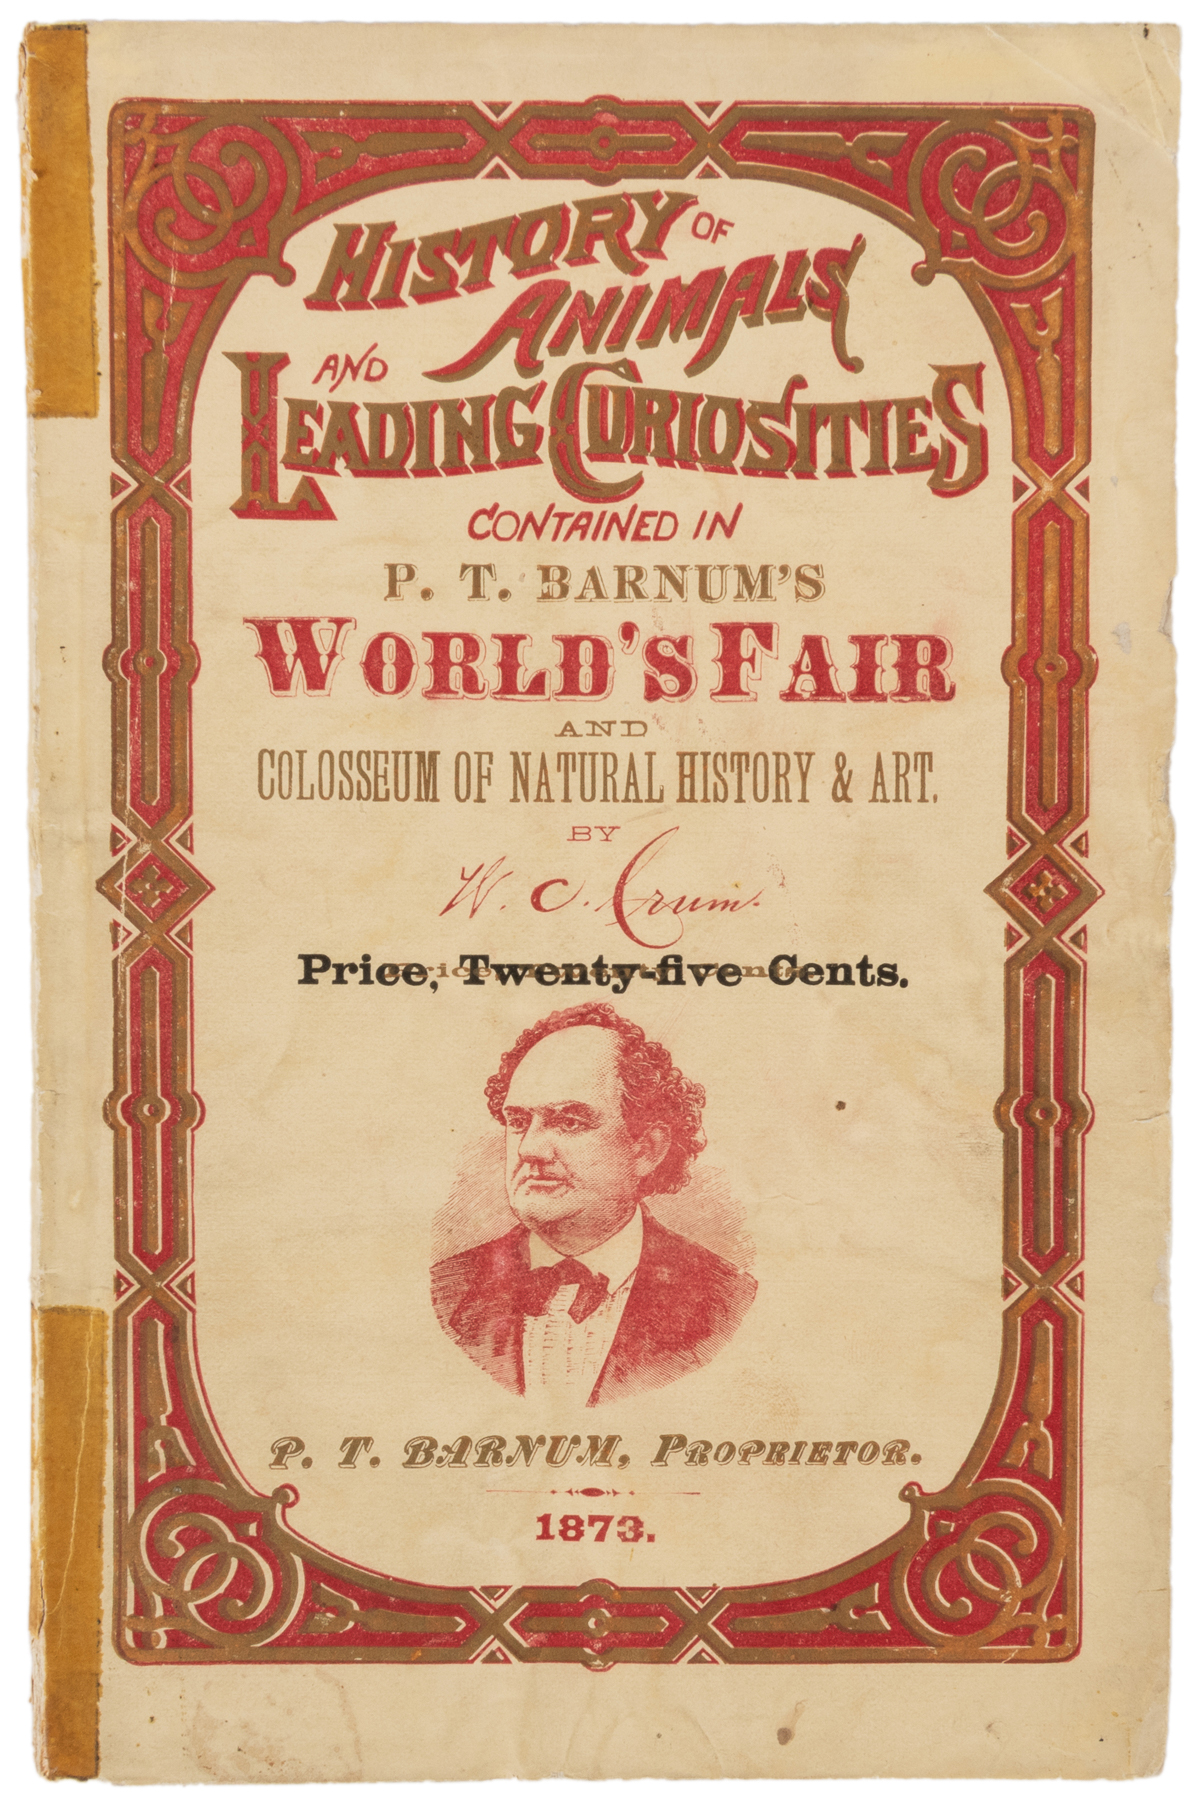 HISTORY OF
ANIMALS
AND
LEADING CURIOSITIES
CONTAINED IN
P. T. BARNUM'S
WORLD'S FAIR
AND
COLOSSEUM OF NATURAL HISTORY & ART.
BY
W. C. Crum.
Price, Twenty-five Cents.
P. T. BARNUM, PROPRIETOR.
1873.